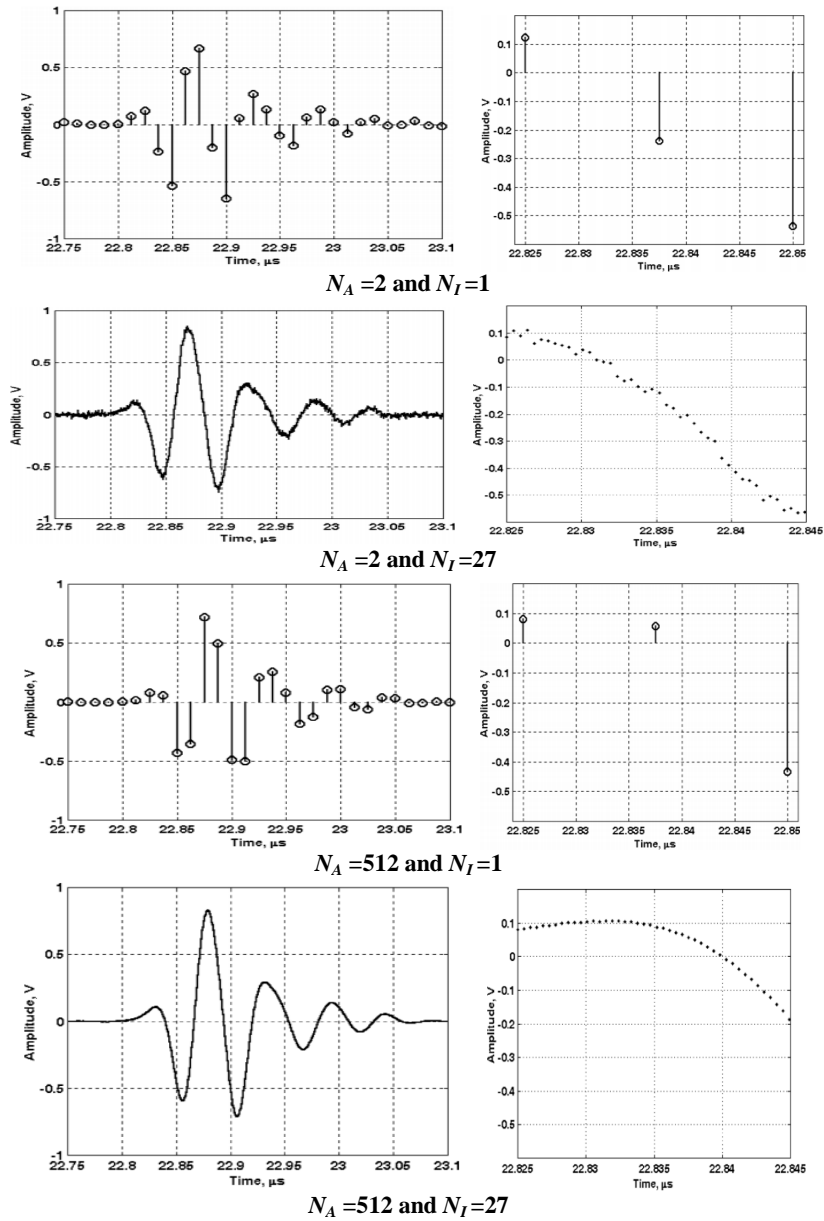 1
0.5
0
-0.5
-1
Amplitude, V
22.75 22.8 22.85 22.9 22.95 23 23.05 23.1
Time, µs
0.1
0
-0.1
-0.2
-0.3
-0.4
-0.5
Amplitude, V
22.825 22.83 22.835 22.84 22.845 22.85
Time, µs
N_A =2 and N_I=1
1
0.5
0
-0.5
-1
Amplitude, V
22.75 22.8 22.85 22.9 22.95 23 23.05 23.1
Time, µs
0.1
0
-0.1
-0.2
-0.3
-0.4
-0.5
Amplitude, V
22.825 22.83 22.835 22.84 22.845
Time, µs
N_A =2 and N_I=27
1
0.5
0
-0.5
-1
Amplitude, V
22.76 22.8 22.85 22.9 22.95 23 23.05 23.1
Time, µs
0.1
0
-0.1
-0.2
-0.3
-0.4
-0.5
Amplitude, V
22.825 22.83 22.835 22.84 22.845 22.85
Time, µs
N_A =512 and N_I=1
1
0.5
0
-0.5
-1
Amplitude, V
22.76 22.8 22.85 22.9 22.95 23 23.05 23.1
Time, µs
0.1
0
-0.1
-0.2
-0.3
-0.4
-0.5
Amplitude, V
22.825 22.83 22.835 22.84 22.845
Time, µs
N_A =512 and N_I=27